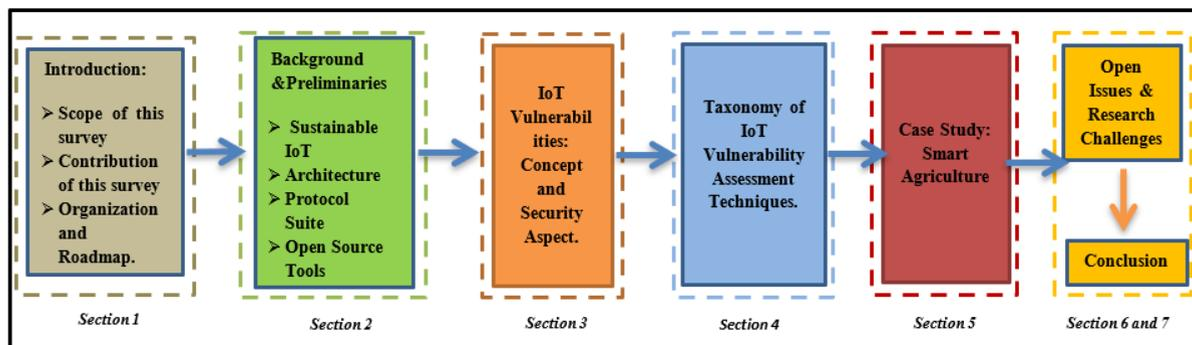 Introduction:
➢ Scope of this
survey
➢ Contribution
of this survey
➢ Organization
and
Roadmap.
Section 1
Background
&Preliminaries
➢ Sustainable
IoT
➢ Architecture
➢ Protocol
Suite
➢ Open Source
Tools
Section 2
IoT
Vulnerabil
ities:
Concept
and
Security
Aspect.
Section 3
Taxonomy of
IoT
Vulnerability
Assessment
Techniques.
Section 4
Case Study:
Smart
Agriculture
Section 5
Open
Issues &
Research
Challenges
Conclusion
Section 6 and 7